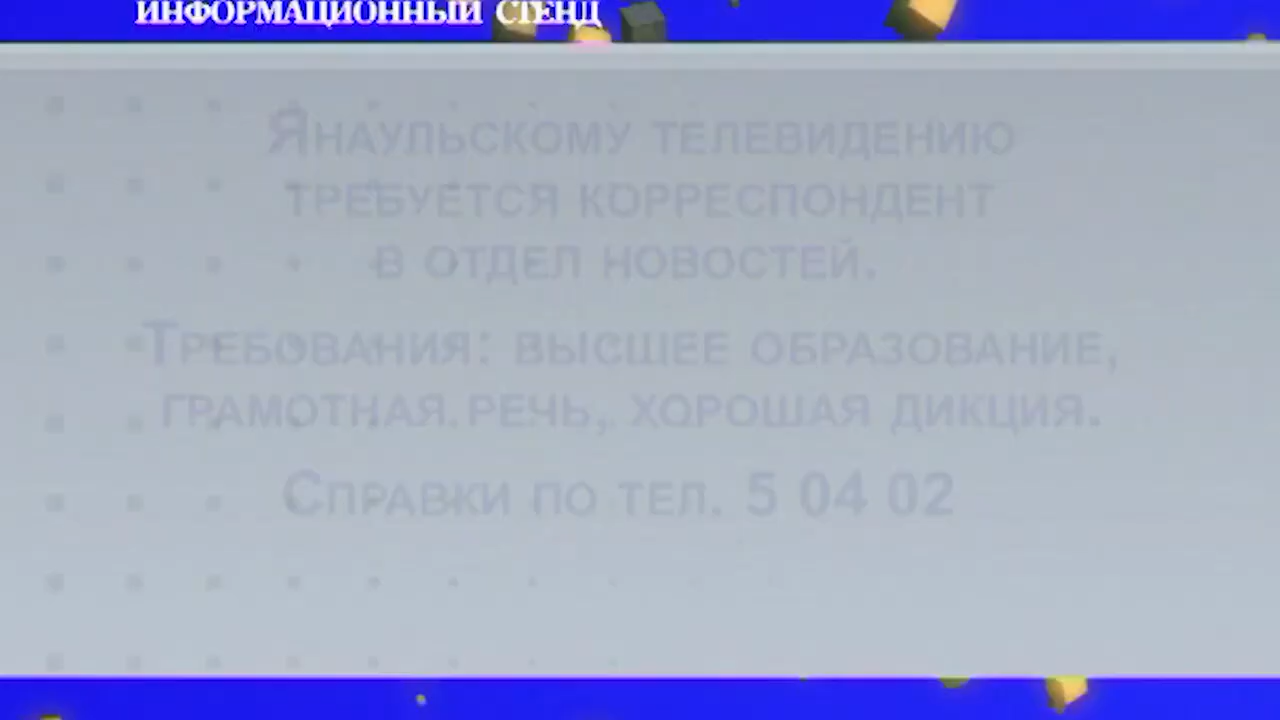 ИНФОРМАЦИОННЫЙ СТЕНД
ЯНАУЛЬСКОМУ ТЕЛЕВИДЕНИЮ
ТРЕБУЕТСЯ КОРРЕСПОНДЕНТ
В ОТДЕЛ НОВОСТЕЙ.
ТРЕБОВАНИЯ: ВЫСШЕЕ ОБРАЗОВАНИЕ,
ГРАМОТНАЯ РЕЧЬ, ХОРОШАЯ ДИКЦИЯ.
СПРАВКИ ПО ТЕЛ. 5 04 02